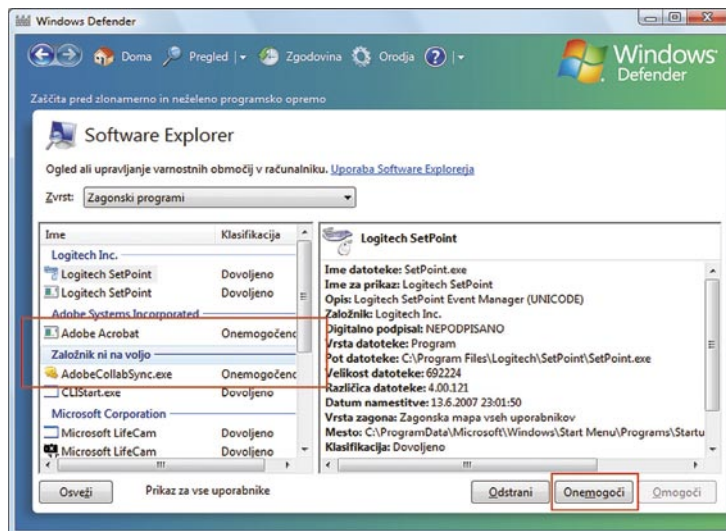 Windows Defender
Doma Pregled Zgodovina Orodja ?
Windows
Defender
Zaščita pred zlonamerno in neželeno programsko opremo
Software Explorer
Ogled ali upravljanje varnostnih območij v računalniku. Uporaba Software Explorerja
Zvrst: Zagonski programi
Ime Klasifikacija
Logitech Inc.
Logitech SetPoint Dovoljeno
Logitech SetPoint Dovoljeno
Adobe Systems Incorporated
Adobe Acrobat Onemogočeno
Založnik ni na voljo
AdobeCollabSync.exe Onemogočeno
CLIStart.exe Dovoljeno
Microsoft Corporation
Microsoft LifeCam Dovoljeno
Microsoft LifeCam Dovoljeno
Logitech SetPoint
Ime datoteke: SetPoint.exe
Ime za prikaz: Logitech SetPoint
Opis: Logitech SetPoint Event Manager (UNICODE)
Založnik: Logitech Inc.
Digitalno podpisal: NEPODPISANO
Vrsta datoteke: Program
Pot datoteke: C:\Program Files\Logitech\SetPoint\SetPoint.exe
Velikost datoteke: 692224
Različica datoteke: 4.00.121
Datum namestitve: 13.6.2007 23:01:50
Vrsta zagona: Zagonska mapa vseh uporabnikov
Mesto: C:\ProgramData\Microsoft\Windows\Start Menu\Programs\Startu
Klasifikacija: Dovoljeno
Osveži Prikaz za vse uporabnike Odstrani Onemogoči Omogoči